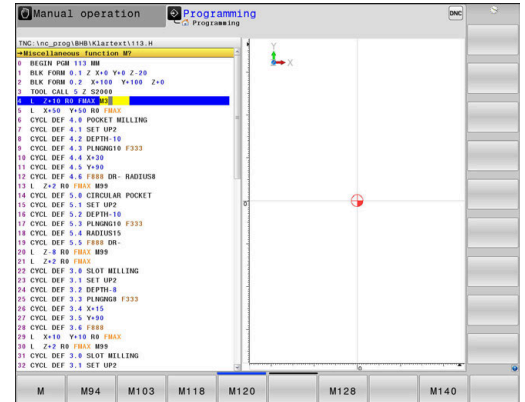 Manual operation
Programming
Programming
DNC
TNC:\nc_prog\BHB\Klartext\113.H
→Miscellaneous function M?
0 BEGIN PGM 113 MM
1 BLK FORM 0.1 Z X+0 Y+0 Z-20
2 BLK FORM 0.2 X+100 Y+100 Z+0
3 TOOL CALL 5 Z S2000
4 L Z+10 R0 FMAX M3
5 L X+50 Y+50 R0 FMAX
6 CYCL DEF 4.0 POCKET MILLING
7 CYCL DEF 4.1 SET UP2
8 CYCL DEF 4.2 DEPTH-10
9 CYCL DEF 4.3 PLNGNG10 F333
10 CYCL DEF 4.4 X+30
11 CYCL DEF 4.5 Y+90
12 CYCL DEF 4.6 F888 DR- RADIUS8
13 L Z+2 R0 FMAX M99
14 CYCL DEF 5.0 CIRCULAR POCKET
15 CYCL DEF 5.1 SET UP2
16 CYCL DEF 5.2 DEPTH-10
17 CYCL DEF 5.3 PLNGNG10 F333
18 CYCL DEF 5.4 RADIUS15
19 CYCL DEF 5.5 F888 DR-
20 L Z-8 R0 FMAX M99
21 L Z+2 R0 FMAX
22 CYCL DEF 3.0 SLOT MILLING
23 CYCL DEF 3.1 SET UP2
24 CYCL DEF 3.2 DEPTH-8
25 CYCL DEF 3.3 PLNGNG8 F333
26 CYCL DEF 3.4 X+15
27 CYCL DEF 3.5 Y+90
28 CYCL DEF 3.6 F888
29 L X+10 Y+10 R0 FMAX
30 L Z+2 R0 FMAX M99
31 CYCL DEF 3.0 SLOT MILLING
32 CYCL DEF 3.1 SET UP2
Y
X
0
0
M M94 M103 M118 M120 M128 M140